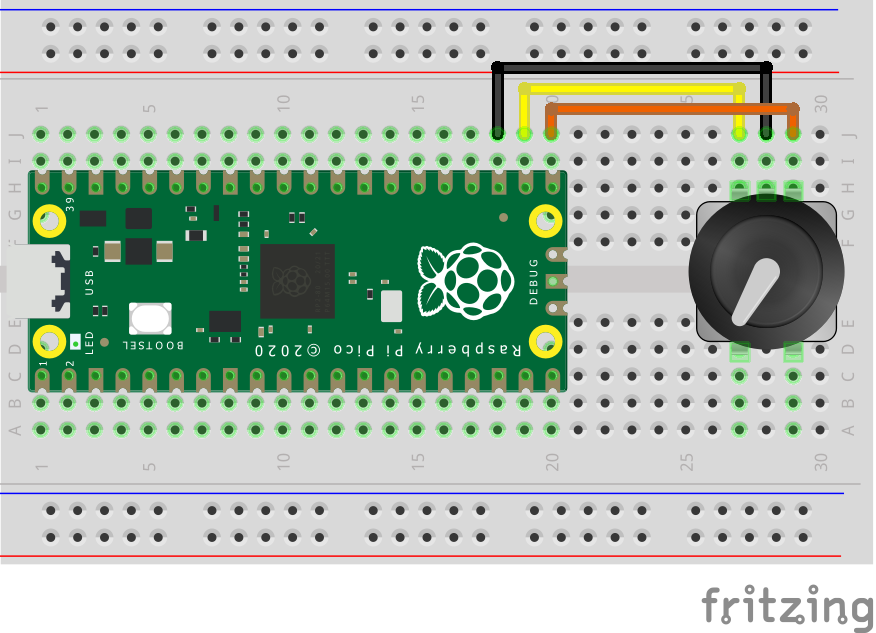 1 5 10 15 20 25 30
J J
I I
H H
G G
F F
39
USB
DEBUG
BOOTSEL
LED
Raspberry Pi Pico ©2020
1 2
E E
D D
C C
B B
A A
1 5 10 15 20 25 30
fritzing